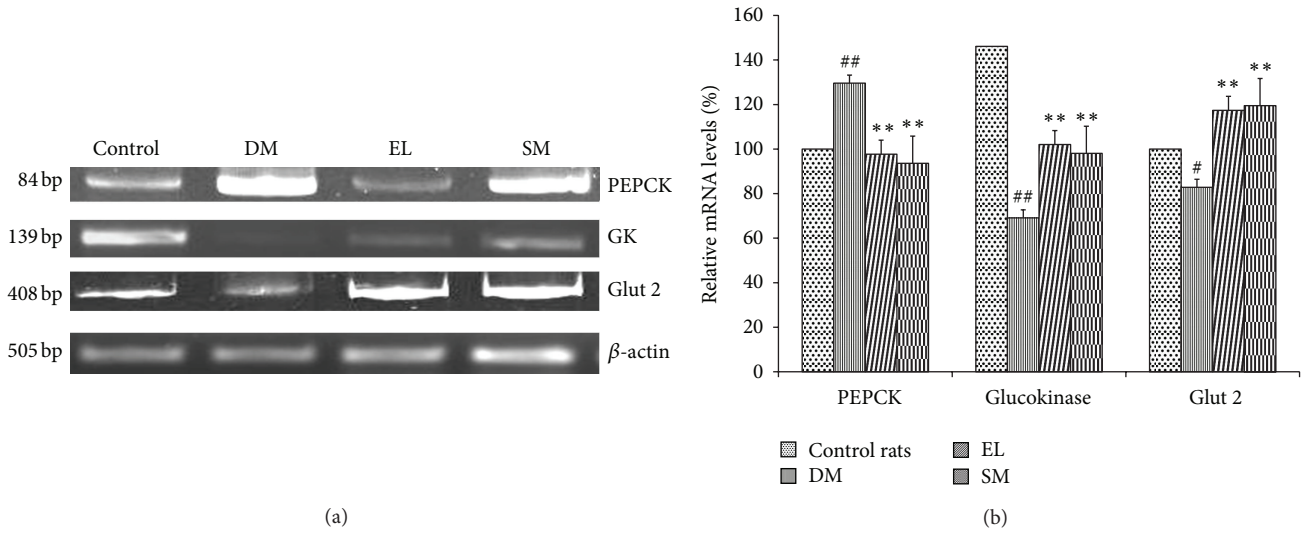 Control DM EL SM
84 bp PEPCK
139 bp GK
408 bp Glut 2
505 bp β-actin
(a)
Relative mRNA levels (%)
160
140
120
100
80
60
40
20
0
##
**
**
##
**
**
#
**
**
PEPCK Glucokinase Glut 2
Control rats EL
DM SM
(b)